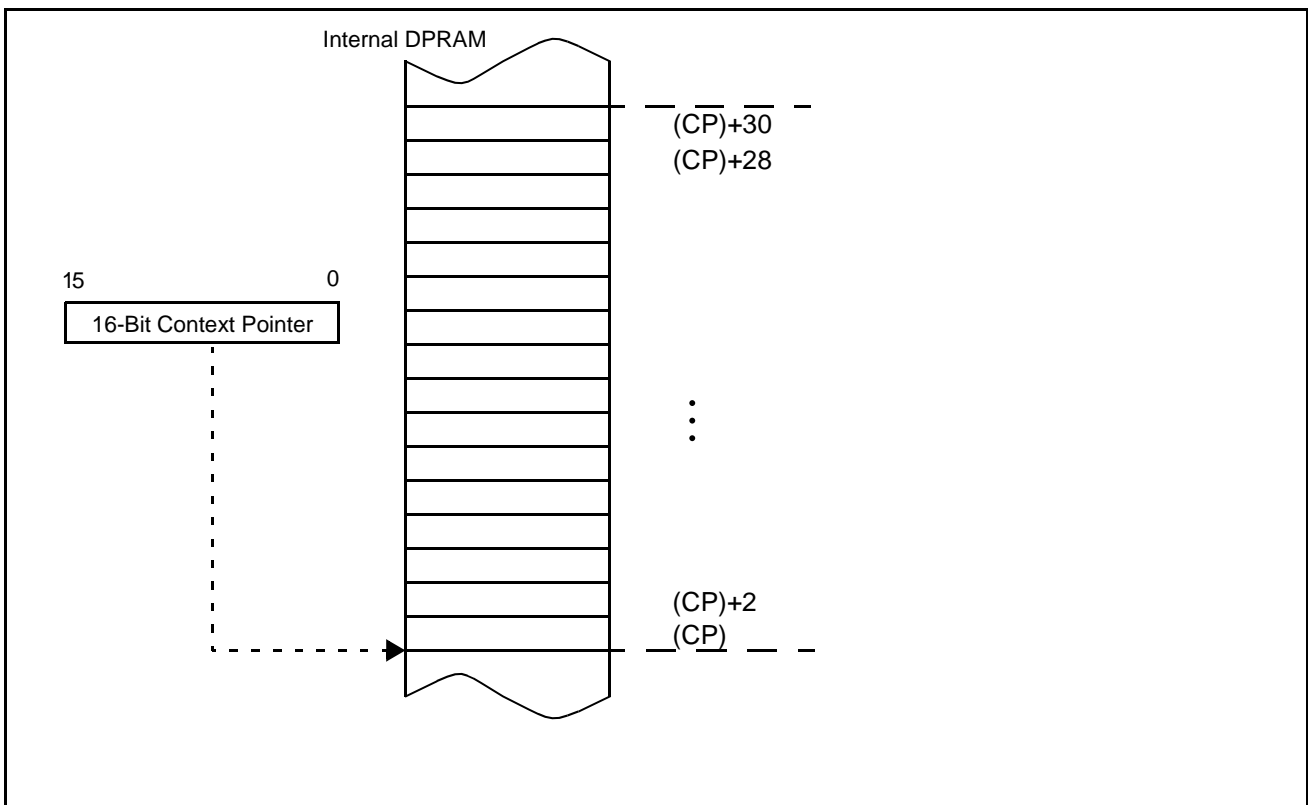 Internal DPRAM
(CP)+30
(CP)+28
15 0
16-Bit Context Pointer
(CP)+2
(CP)